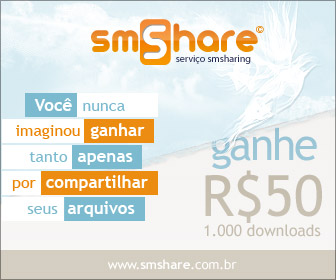 smShare©
serviço smsharing
Você nunca
imaginou ganhar
tanto apenas
por compartilhar
seus arquivos
ganhe
R$50
1.000 downloads
www.smshare.com.br